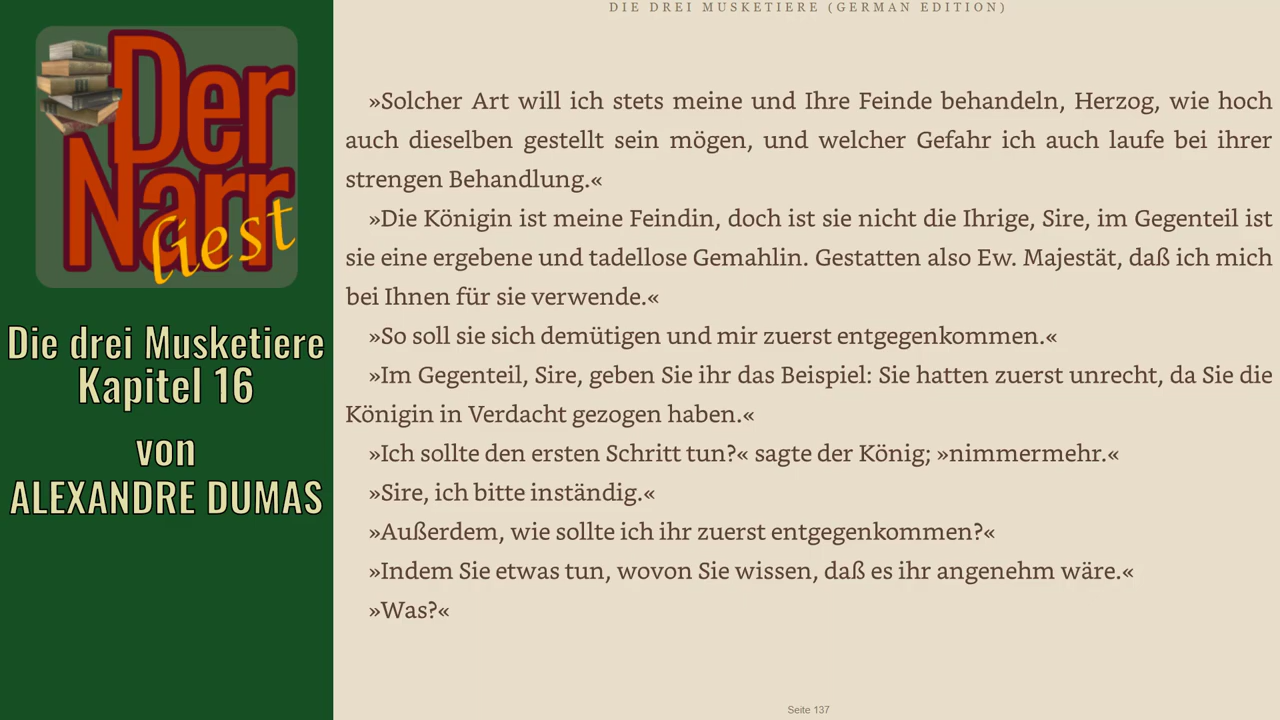 Der
Narr
liest
Die drei Musketiere
Kapitel 16
von
ALEXANDRE DUMAS
DIE DREI MUSKETIERE (GERMAN EDITION)
»Solcher Art will ich stets meine und Ihre Feinde behandeln, Herzog, wie hoch
auch dieselben gestellt sein mögen, und welcher Gefahr ich auch laufe bei ihrer
strengen Behandlung.«
»Die Königin ist meine Feindin, doch ist sie nicht die Ihrige, Sire, im Gegenteil ist
sie eine ergebene und tadellose Gemahlin. Gestatten also Ew. Majestät, daß ich mich
bei Ihnen für sie verwende.«
»So soll sie sich demütigen und mir zuerst entgegenkommen.«
»Im Gegenteil, Sire, geben Sie ihr das Beispiel: Sie hatten zuerst unrecht, da Sie die
Königin in Verdacht gezogen haben.«
»Ich sollte den ersten Schritt tun?« sagte der König; »nimmermehr.«
»Sire, ich bitte inständig.«
»Außerdem, wie sollte ich ihr zuerst entgegenkommen?«
»Indem Sie etwas tun, wovon Sie wissen, daß es ihr angenehm wäre.«
»Was?«
Seite 137